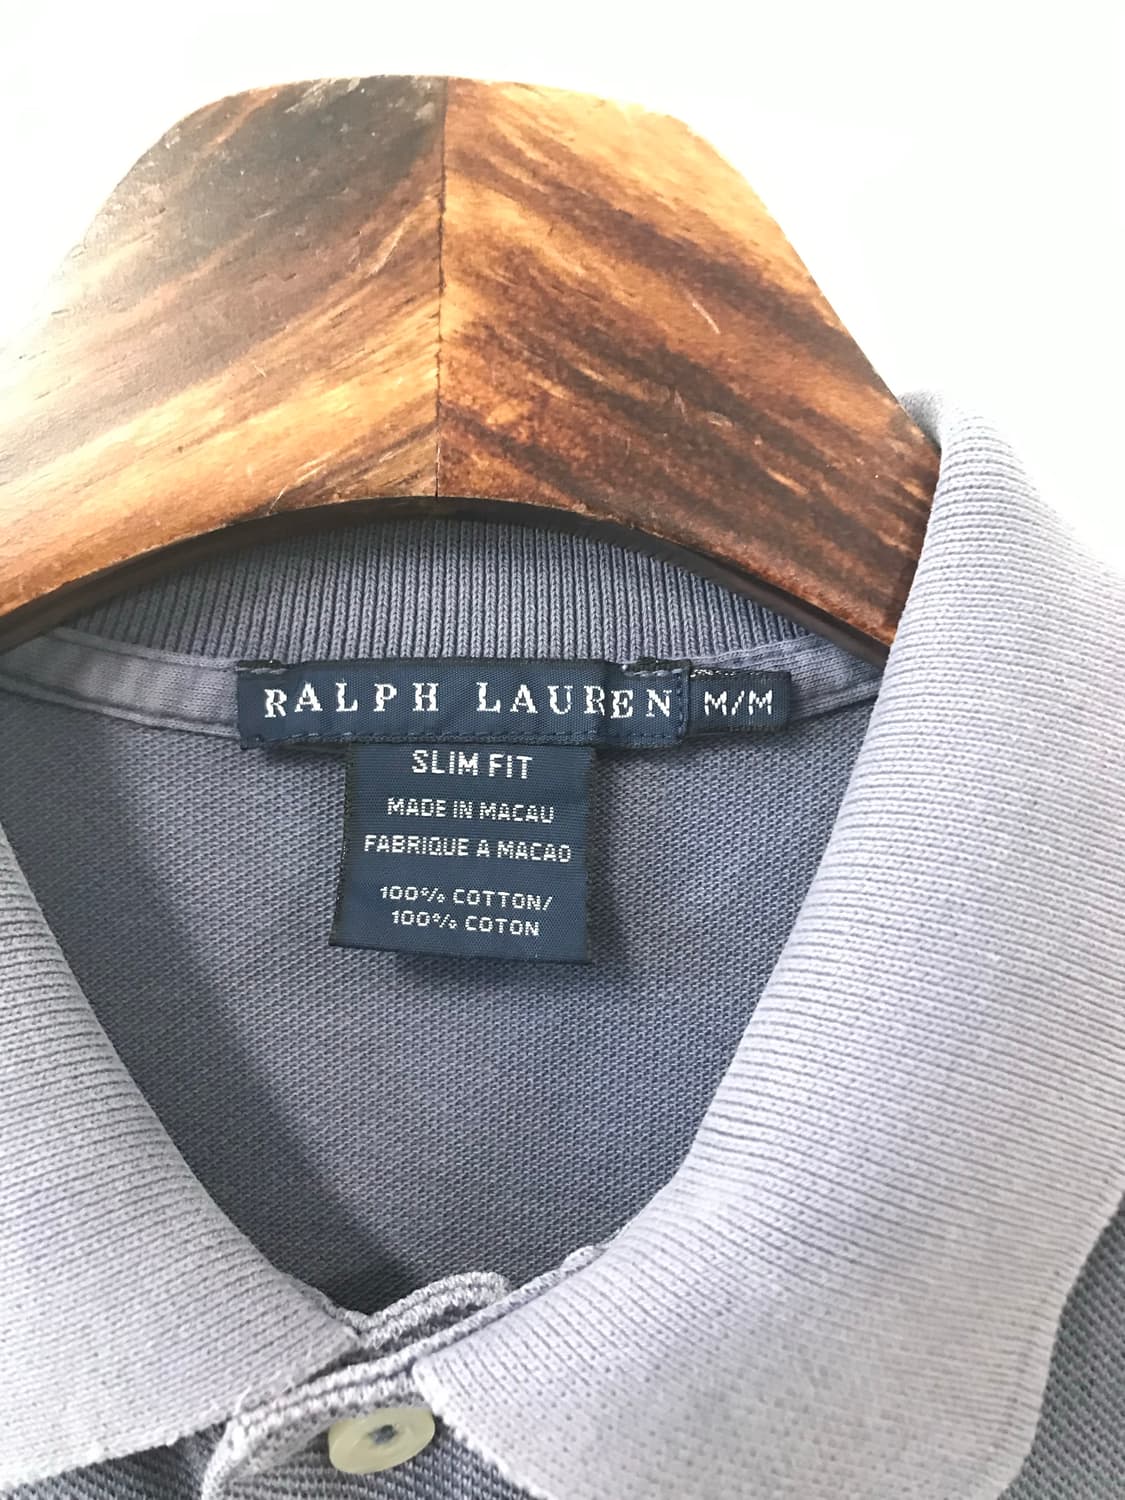 RALPH LAUREN M/M
SLIM FIT
MADE IN MACAU
FABRIQUE A MACAO
100% COTTON/
100% COTON